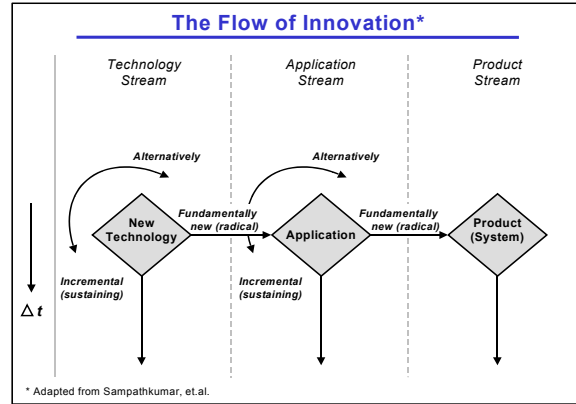 The Flow of Innovation*
Technology
Stream
Application
Stream
Product
Stream
Alternatively
Alternatively
New
Technology
Fundamentally
new (radical)
Application
Fundamentally
new (radical)
Product
(System)
Incremental
(sustaining)
Incremental
(sustaining)
△ t
* Adapted from Sampathkumar, et.al.